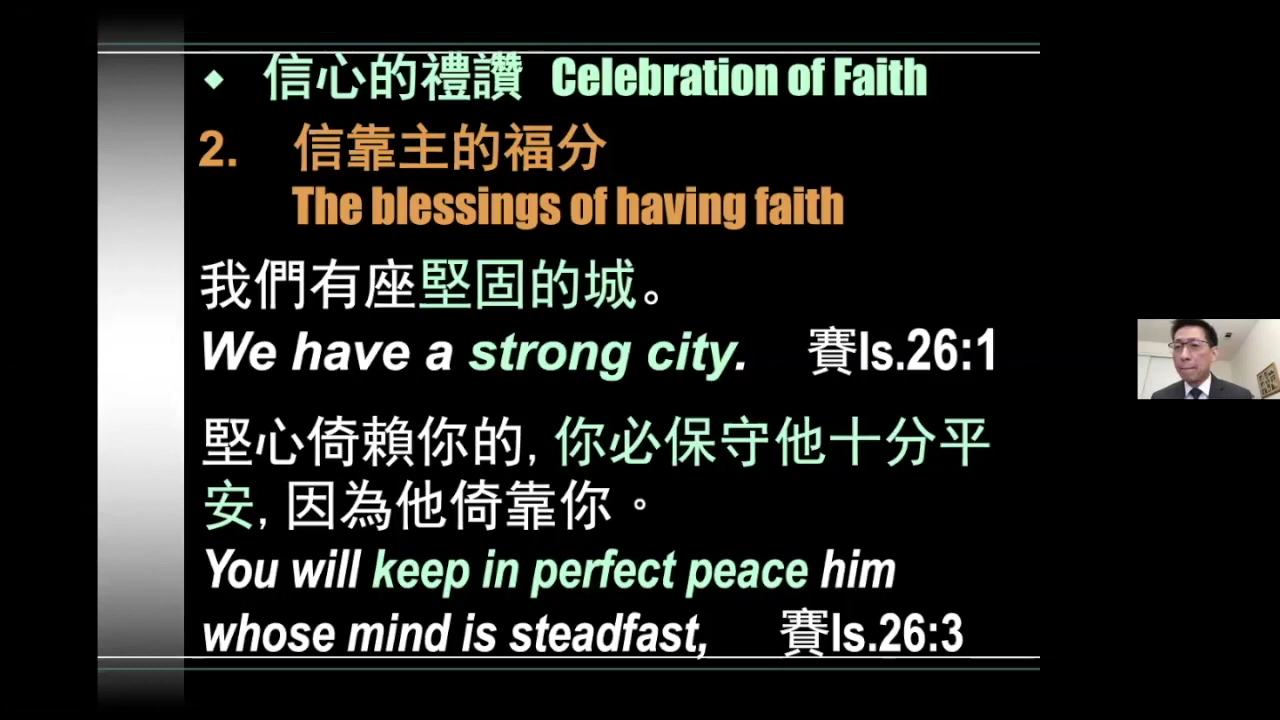 ◆ 信心的禮讚 Celebration of Faith
2. 信靠主的福分
The blessings of having faith
我們有座堅固的城。
We have a strong city. 賽Is.26:1
堅心倚賴你的, 你必保守他十分平
安, 因為他倚靠你。
You will keep in perfect peace him
whose mind is steadfast, 賽Is.26:3